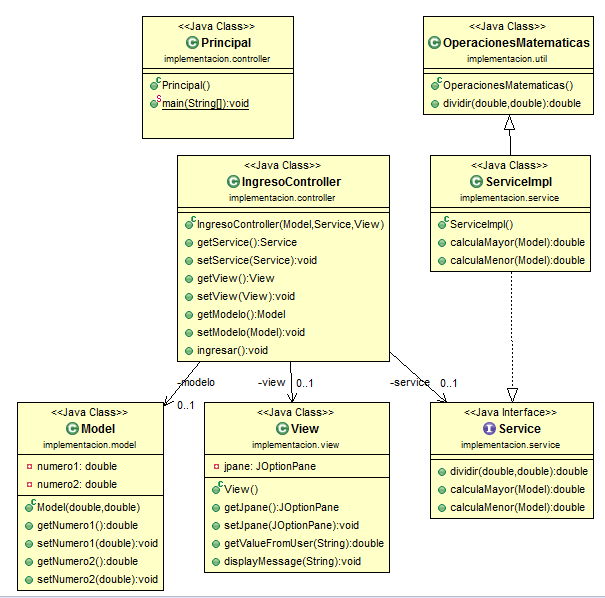 <<Java Class>>
Principal
implementacion.controller
Principal()
main(String[]):void
<<Java Class>>
OperacionesMatematicas
implementacion.util
OperacionesMatematicas()
dividir(double,double):double
<<Java Class>>
IngresoController
implementacion.controller
IngresoController(Model,Service,View)
getService():Service
setService(Service):void
getView():View
setView(View):void
getModelo():Model
setModelo(Model):void
ingresar():void
<<Java Class>>
ServiceImpl
implementacion.service
ServiceImpl()
calculaMayor(Model):double
calculaMenor(Model):double
-modelo
0..1
-view
0..1
-service
0..1
<<Java Class>>
Model
implementacion.model
numero1: double
numero2: double
Model(double,double)
getNumero1():double
setNumero1(double):void
getNumero2():double
setNumero2(double):void
<<Java Class>>
View
implementacion.view
jpane: JOptionPane
View()
getJpane():JOptionPane
setJpane(JOptionPane):void
getValueFromUser(String):double
displayMessage(String):void
<<Java Interface>>
Service
implementacion.service
dividir(double,double):double
calculaMayor(Model):double
calculaMenor(Model):double